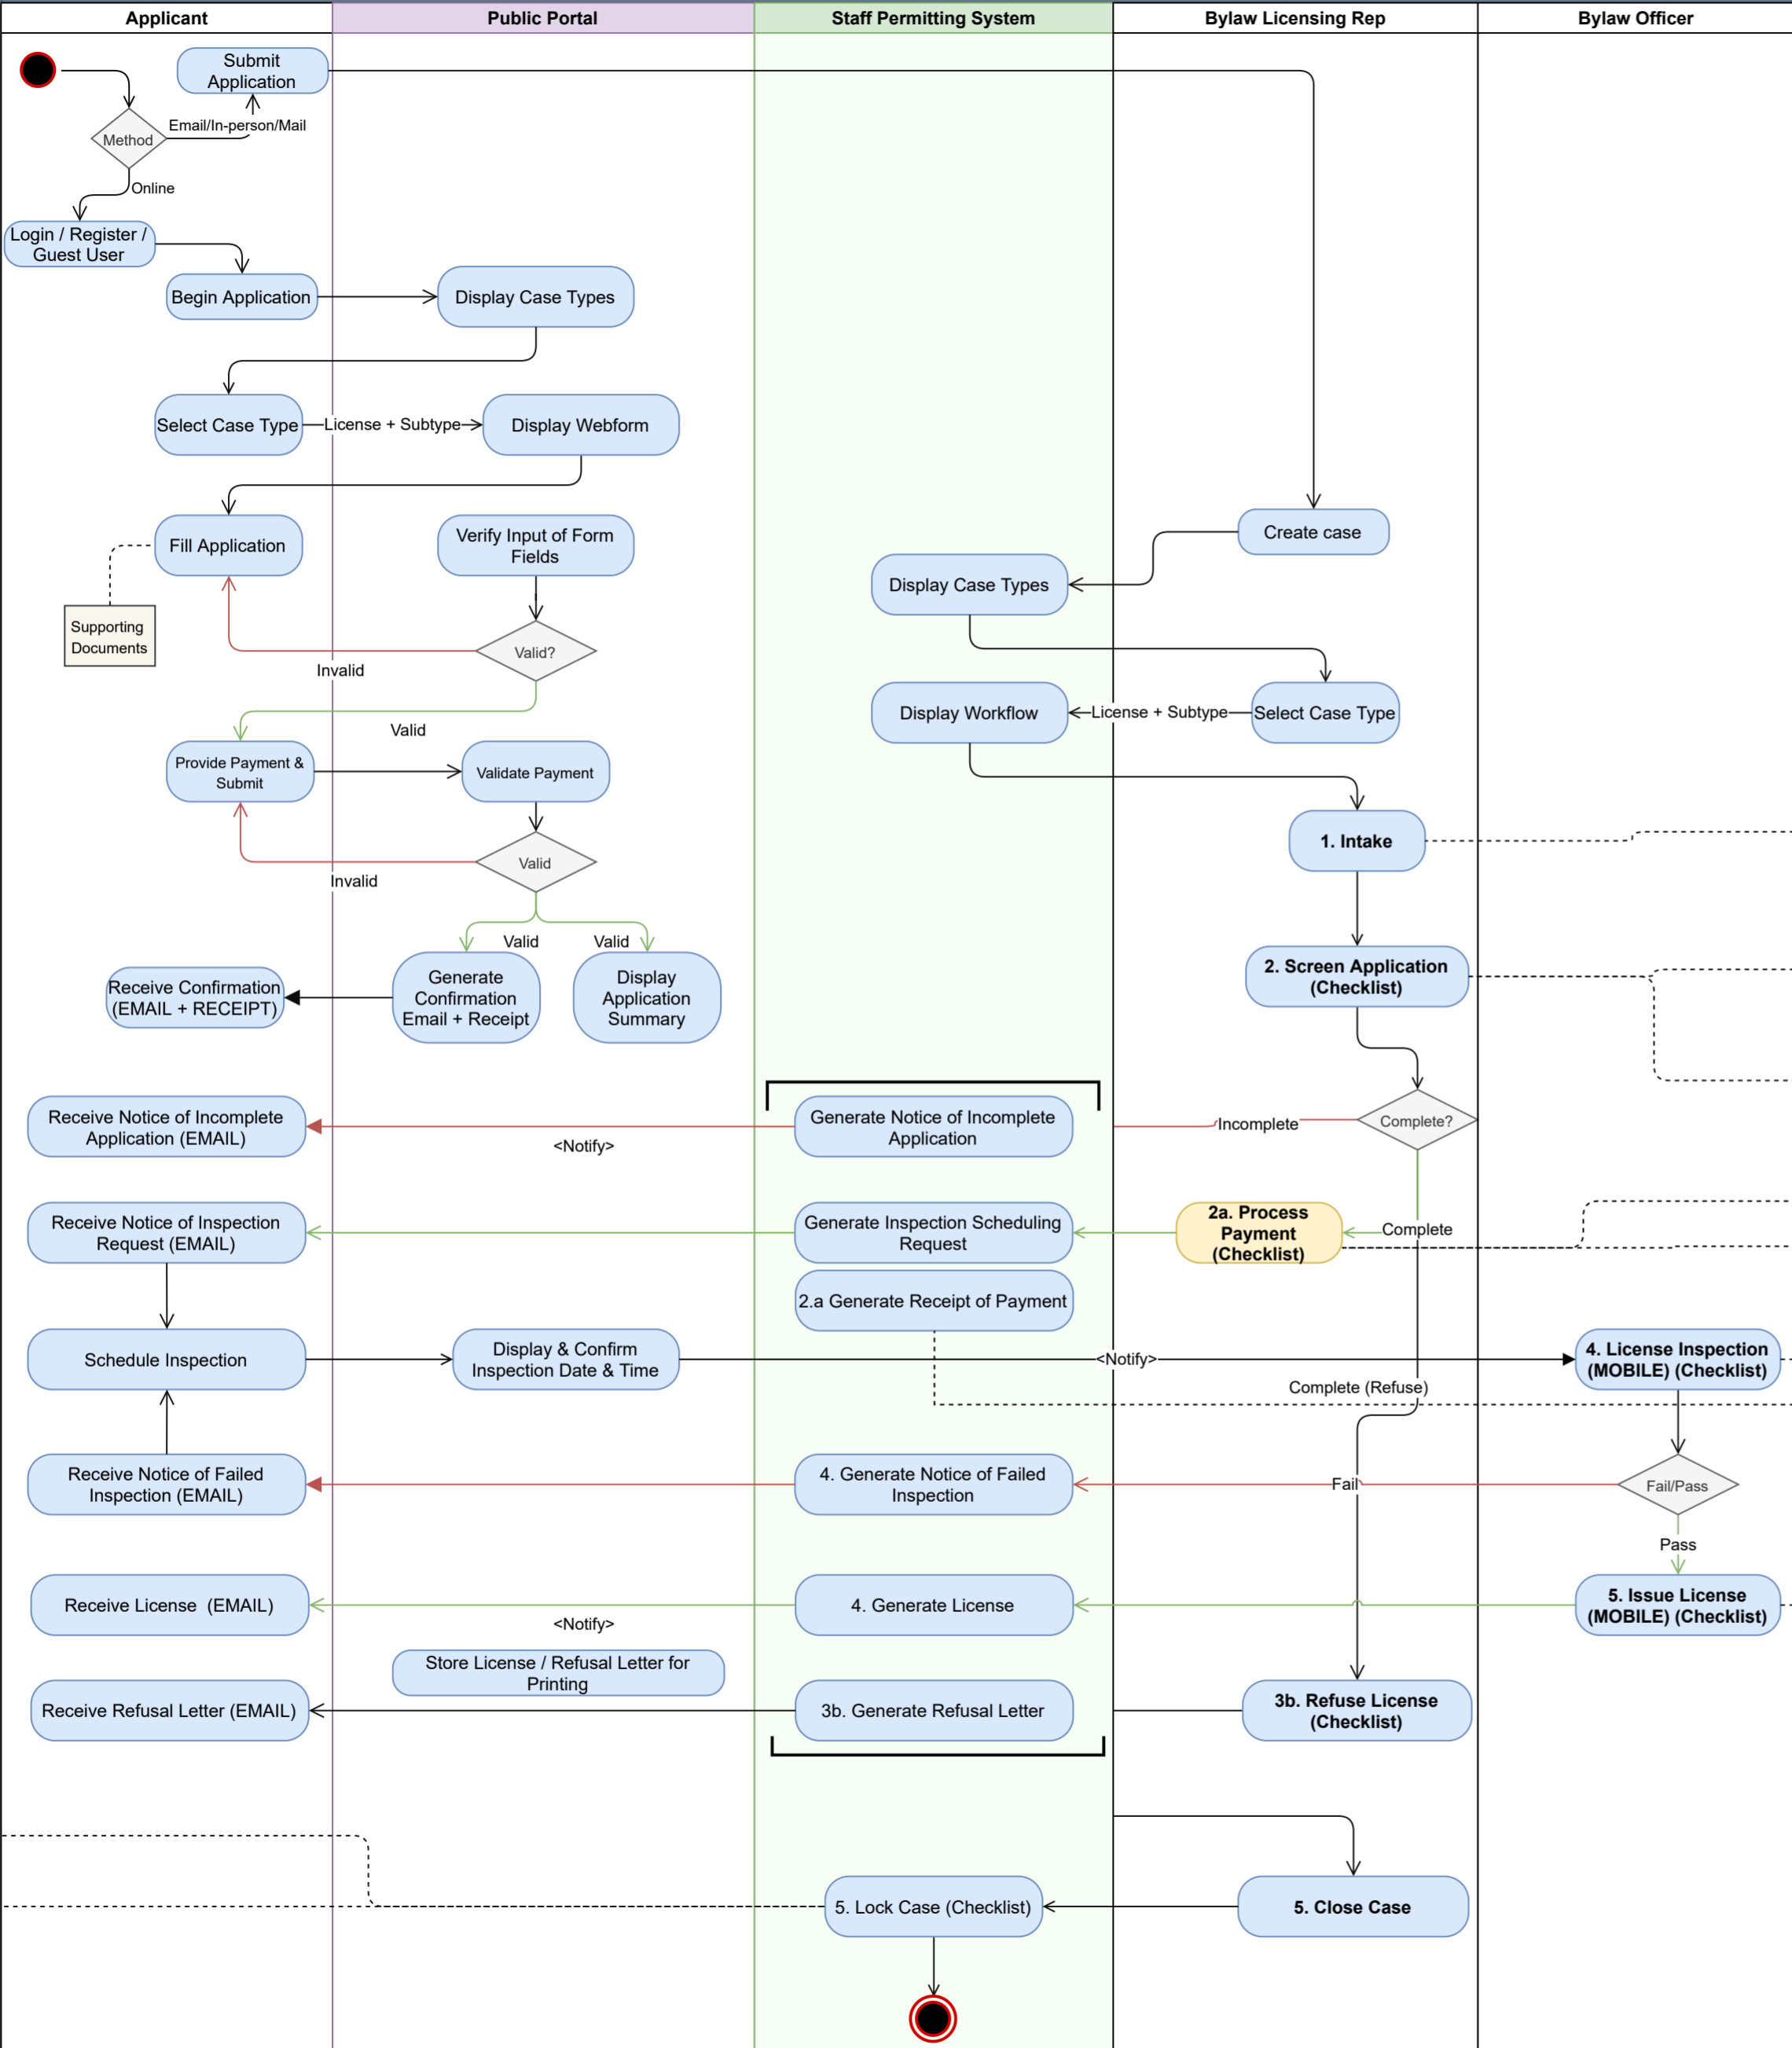 Applicant
Public Portal
Staff Permitting System
Bylaw Licensing Rep
Bylaw Officer
Submit
Application
Method
Email/In-person/Mail
Online
Login / Register /
Guest User
Begin Application
Display Case Types
Select Case Type
License + Subtype
Display Webform
Fill Application
Verify Input of Form
Fields
Create case
Display Case Types
Supporting
Documents
Valid?
Invalid
Display Workflow
License + Subtype
Select Case Type
Valid
Provide Payment &
Submit
Validate Payment
1. Intake
Valid
Invalid
Valid
Valid
Receive Confirmation
(EMAIL + RECEIPT)
Generate
Confirmation
Email + Receipt
Display
Application
Summary
2. Screen Application
(Checklist)
Receive Notice of Incomplete
Application (EMAIL)
<Notify>
Generate Notice of Incomplete
Application
Incomplete
Complete?
Receive Notice of Inspection
Request (EMAIL)
Generate Inspection Scheduling
Request
2a. Process
Payment
(Checklist)
Complete
2.a Generate Receipt of Payment
Schedule Inspection
Display & Confirm
Inspection Date & Time
<Notify>
4. License Inspection
(MOBILE) (Checklist)
Complete (Refuse)
Receive Notice of Failed
Inspection (EMAIL)
4. Generate Notice of Failed
Inspection
Fail
Fail/Pass
Pass
Receive License  (EMAIL)
<Notify>
4. Generate License
5. Issue License
(MOBILE) (Checklist)
Store License / Refusal Letter for
Printing
Receive Refusal Letter (EMAIL)
3b. Generate Refusal Letter
3b. Refuse License
(Checklist)
5. Lock Case (Checklist)
5. Close Case